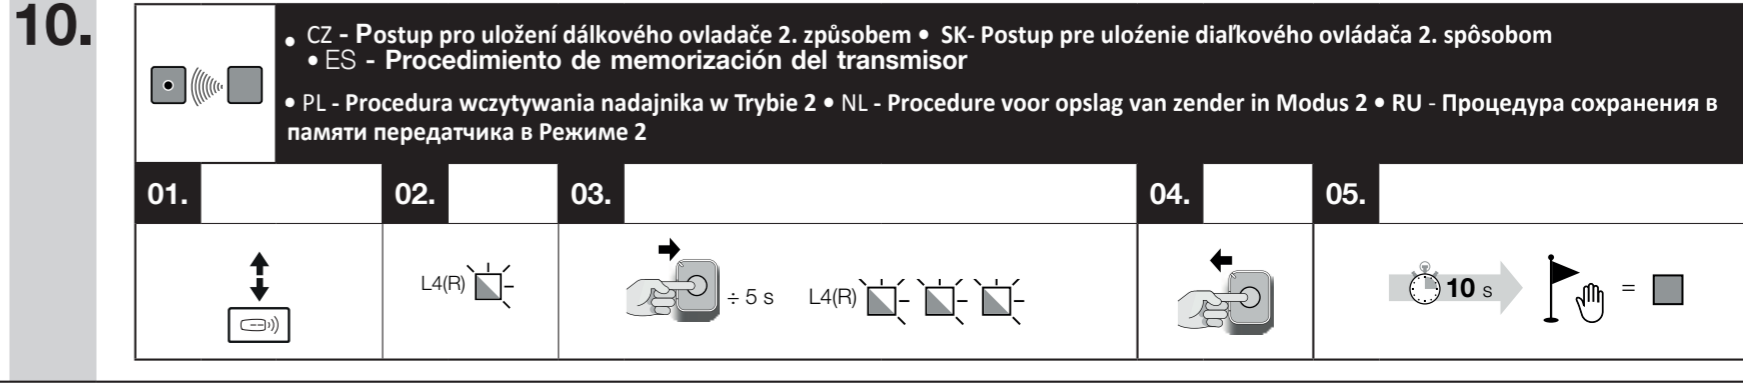 10.
• CZ - Postup pro uložení dálkového ovladače 2. způsobem • SK- Postup pre uloźenie diaľkového ovládača 2. spôsobom
• ES - Procedimiento de memorización del transmisor
• PL - Procedura wczytywania nadajnika w Trybie 2 • NL - Procedure voor opslag van zender in Modus 2 • RU - Процедура сохранения в
памяти передатчика в Режиме 2
01. 02. 03. 04. 05.
L4(R) ÷ 5 s L4(R) 10 s =